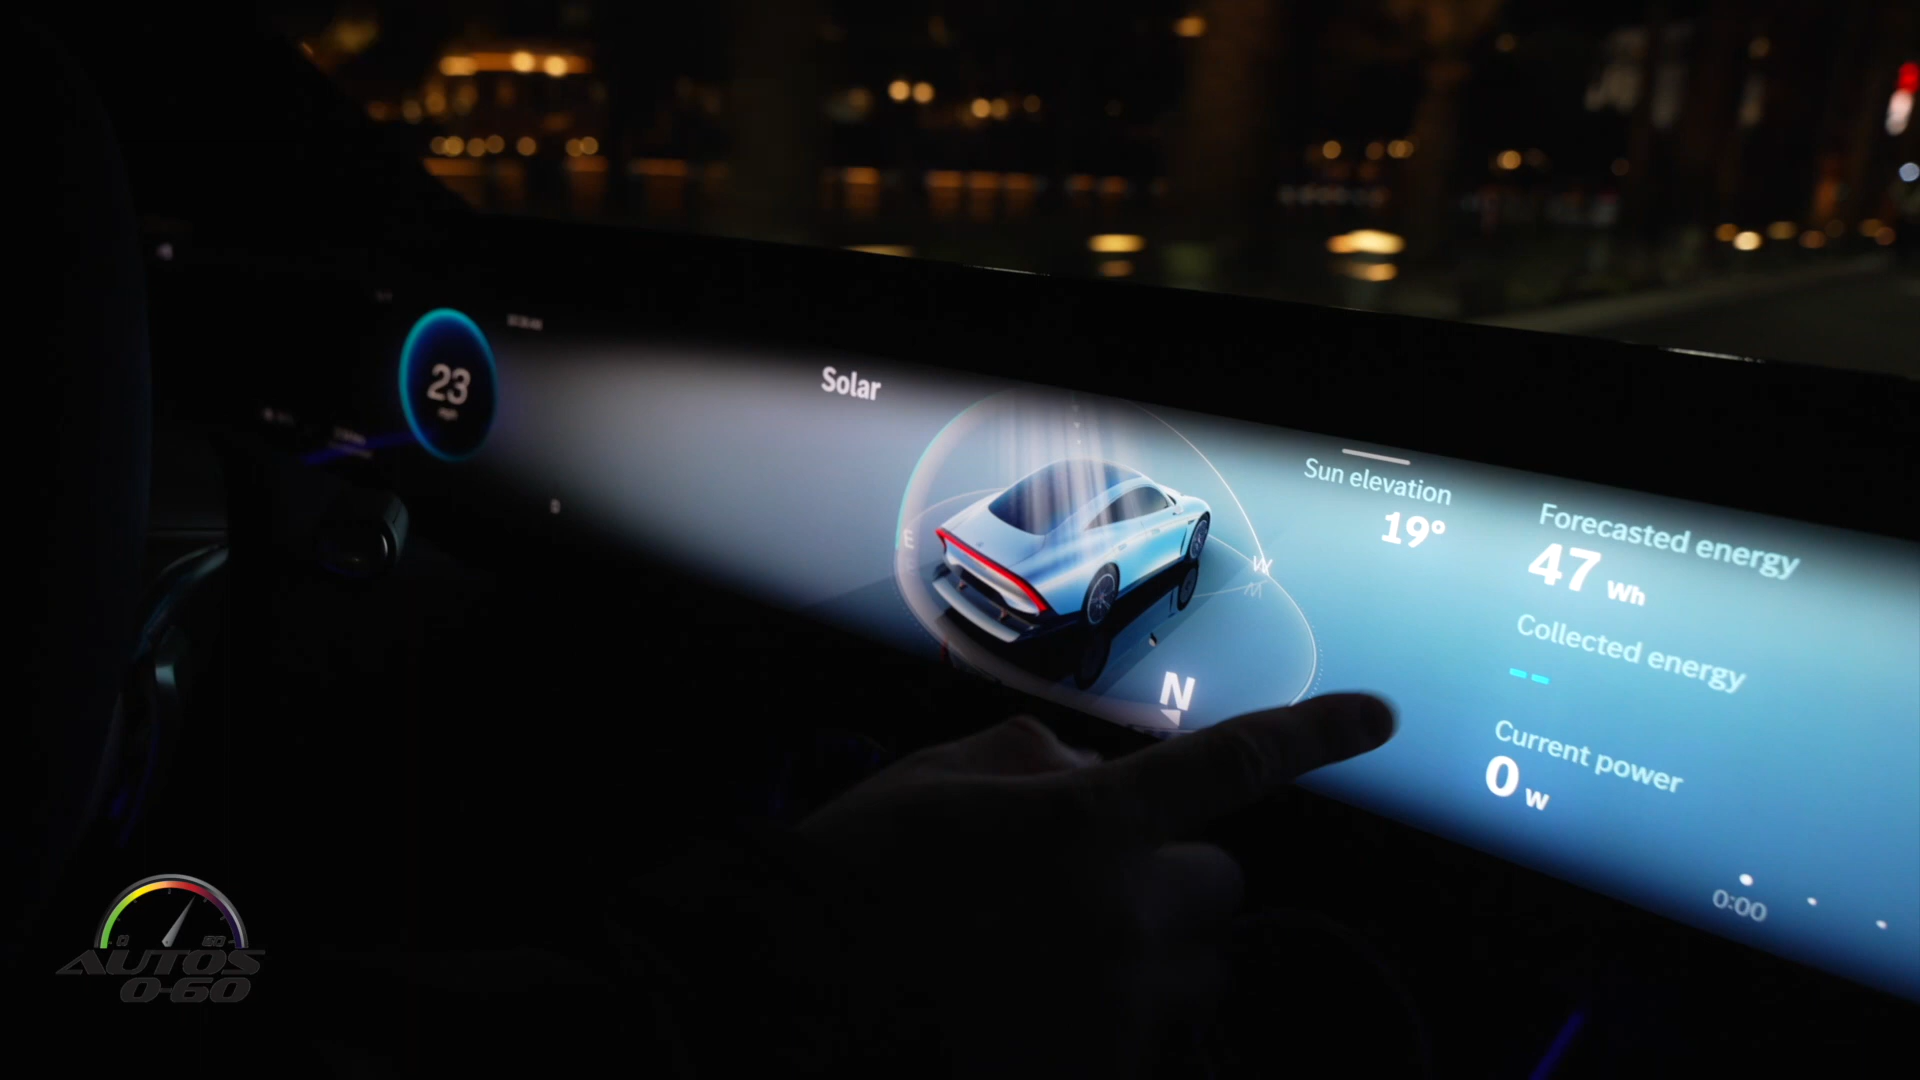 23
mph
Solar
Sun elevation
19°
Forecasted energy
47 Wh
Collected energy
--
Current power
0 W
E
W
N
0:00
AUTOS
0-60